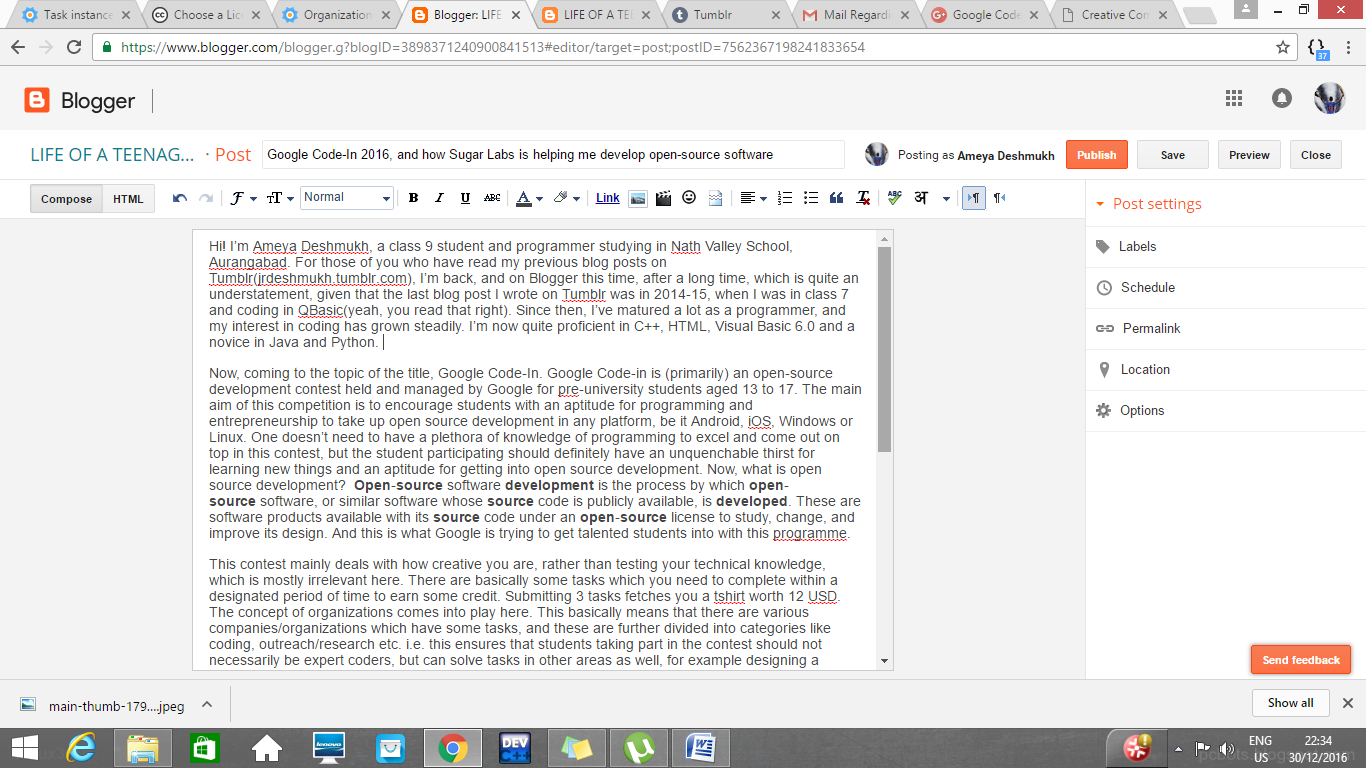 Task instance
Choose a Lic
Organization
Blogger: LIFE
LIFE OF A TEE
Tumblr
Mail Regardi
Google Code
Creative Con
https://www.blogger.com/blogger.g?blogID=3898371240900841513#editor/target=post;postID=7562367198241833654
37
Blogger
LIFE OF A TEENAG... · Post
Google Code-In 2016, and how Sugar Labs is helping me develop open-source software
Posting as Ameya Deshmukh
Publish
Save
Preview
Close
Compose
HTML
Normal
B I U ABC A Link
अ
Post settings
Labels
Schedule
Permalink
Location
Options
Hi! I'm Ameya Deshmukh, a class 9 student and programmer studying in Nath Valley School,
Aurangabad. For those of you who have read my previous blog posts on
Tumblr(jrdeshmukh.tumblr.com), I'm back, and on Blogger this time, after a long time, which is quite an
understatement, given that the last blog post I wrote on Tumblr was in 2014-15, when I was in class 7
and coding in QBasic(yeah, you read that right). Since then, I've matured a lot as a programmer, and
my interest in coding has grown steadily. I'm now quite proficient in C++, HTML, Visual Basic 6.0 and a
novice in Java and Python.
Now, coming to the topic of the title, Google Code-In. Google Code-in is (primarily) an open-source
development contest held and managed by Google for pre-university students aged 13 to 17. The main
aim of this competition is to encourage students with an aptitude for programming and
entrepreneurship to take up open source development in any platform, be it Android, iOS, Windows or
Linux. One doesn't need to have a plethora of knowledge of programming to excel and come out on
top in this contest, but the student participating should definitely have an unquenchable thirst for
learning new things and an aptitude for getting into open source development. Now, what is open
source development? Open-source software development is the process by which open-
source software, or similar software whose source code is publicly available, is developed. These are
software products available with its source code under an open-source license to study, change, and
improve its design. And this is what Google is trying to get talented students into with this programme.
This contest mainly deals with how creative you are, rather than testing your technical knowledge,
which is mostly irrelevant here. There are basically some tasks which you need to complete within a
designated period of time to earn some credit. Submitting 3 tasks fetches you a tshirt worth 12 USD.
The concept of organizations comes into play here. This basically means that there are various
companies/organizations which have some tasks, and these are further divided into categories like
coding, outreach/research etc. i.e. this ensures that students taking part in the contest should not
necessarily be expert coders, but can solve tasks in other areas as well, for example designing a
Send feedback
main-thumb-179....jpeg
Show all
lenovo
DEV
C++
ENG
US
22:34
30/12/2016